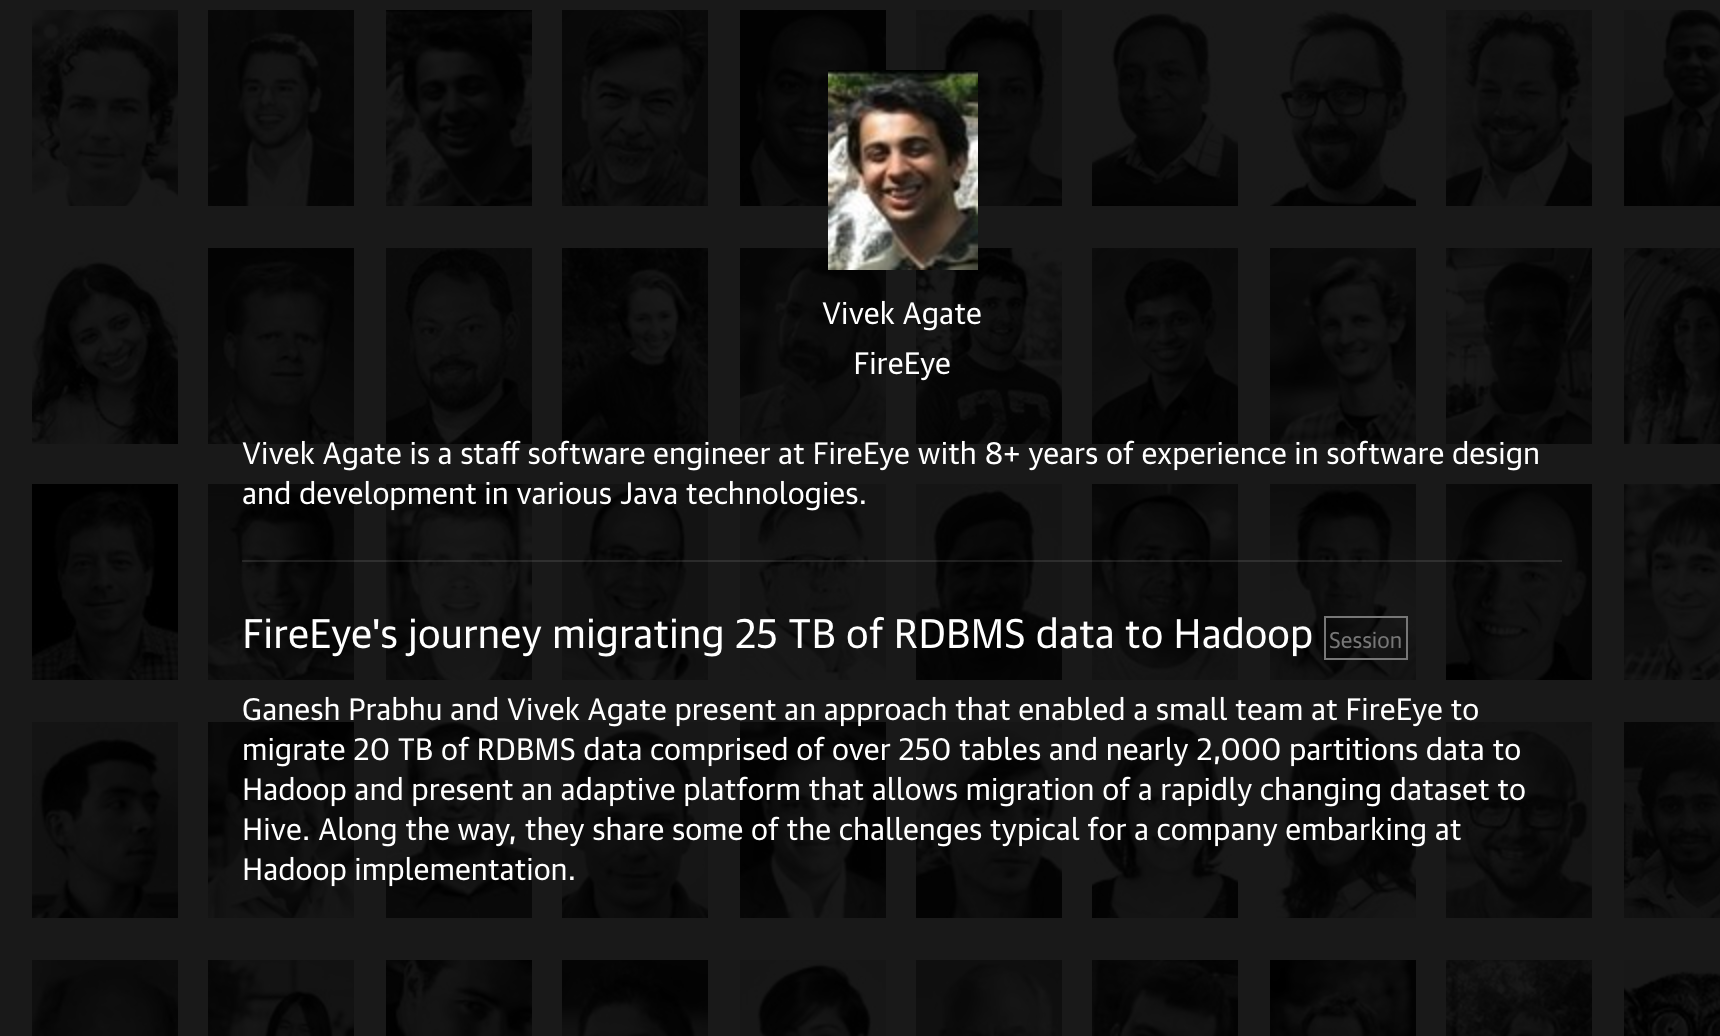 Vivek Agate
FireEye
Vivek Agate is a staff software engineer at FireEye with 8+ years of experience in software design
and development in various Java technologies.
FireEye's journey migrating 25 TB of RDBMS data to Hadoop Session
Ganesh Prabhu and Vivek Agate present an approach that enabled a small team at FireEye to
migrate 20 TB of RDBMS data comprised of over 250 tables and nearly 2,000 partitions data to
Hadoop and present an adaptive platform that allows migration of a rapidly changing dataset to
Hive. Along the way, they share some of the challenges typical for a company embarking at
Hadoop implementation.